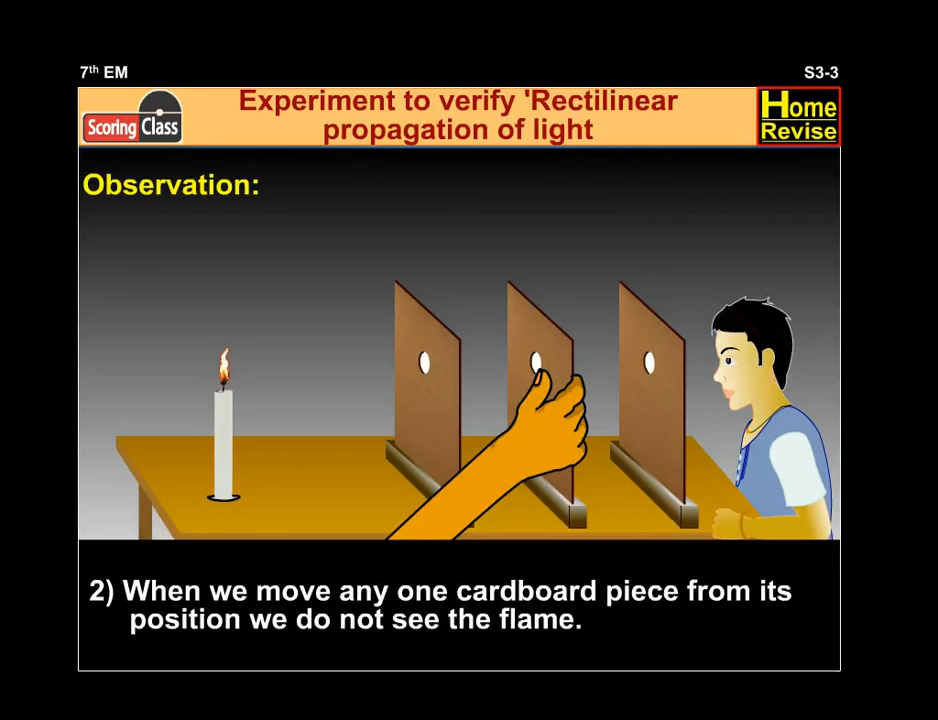 7th EM
S3-3
Scoring Class
Experiment to verify 'Rectilinear
propagation of light
Home
Revise
Observation:
2) When we move any one cardboard piece from its
position we do not see the flame.